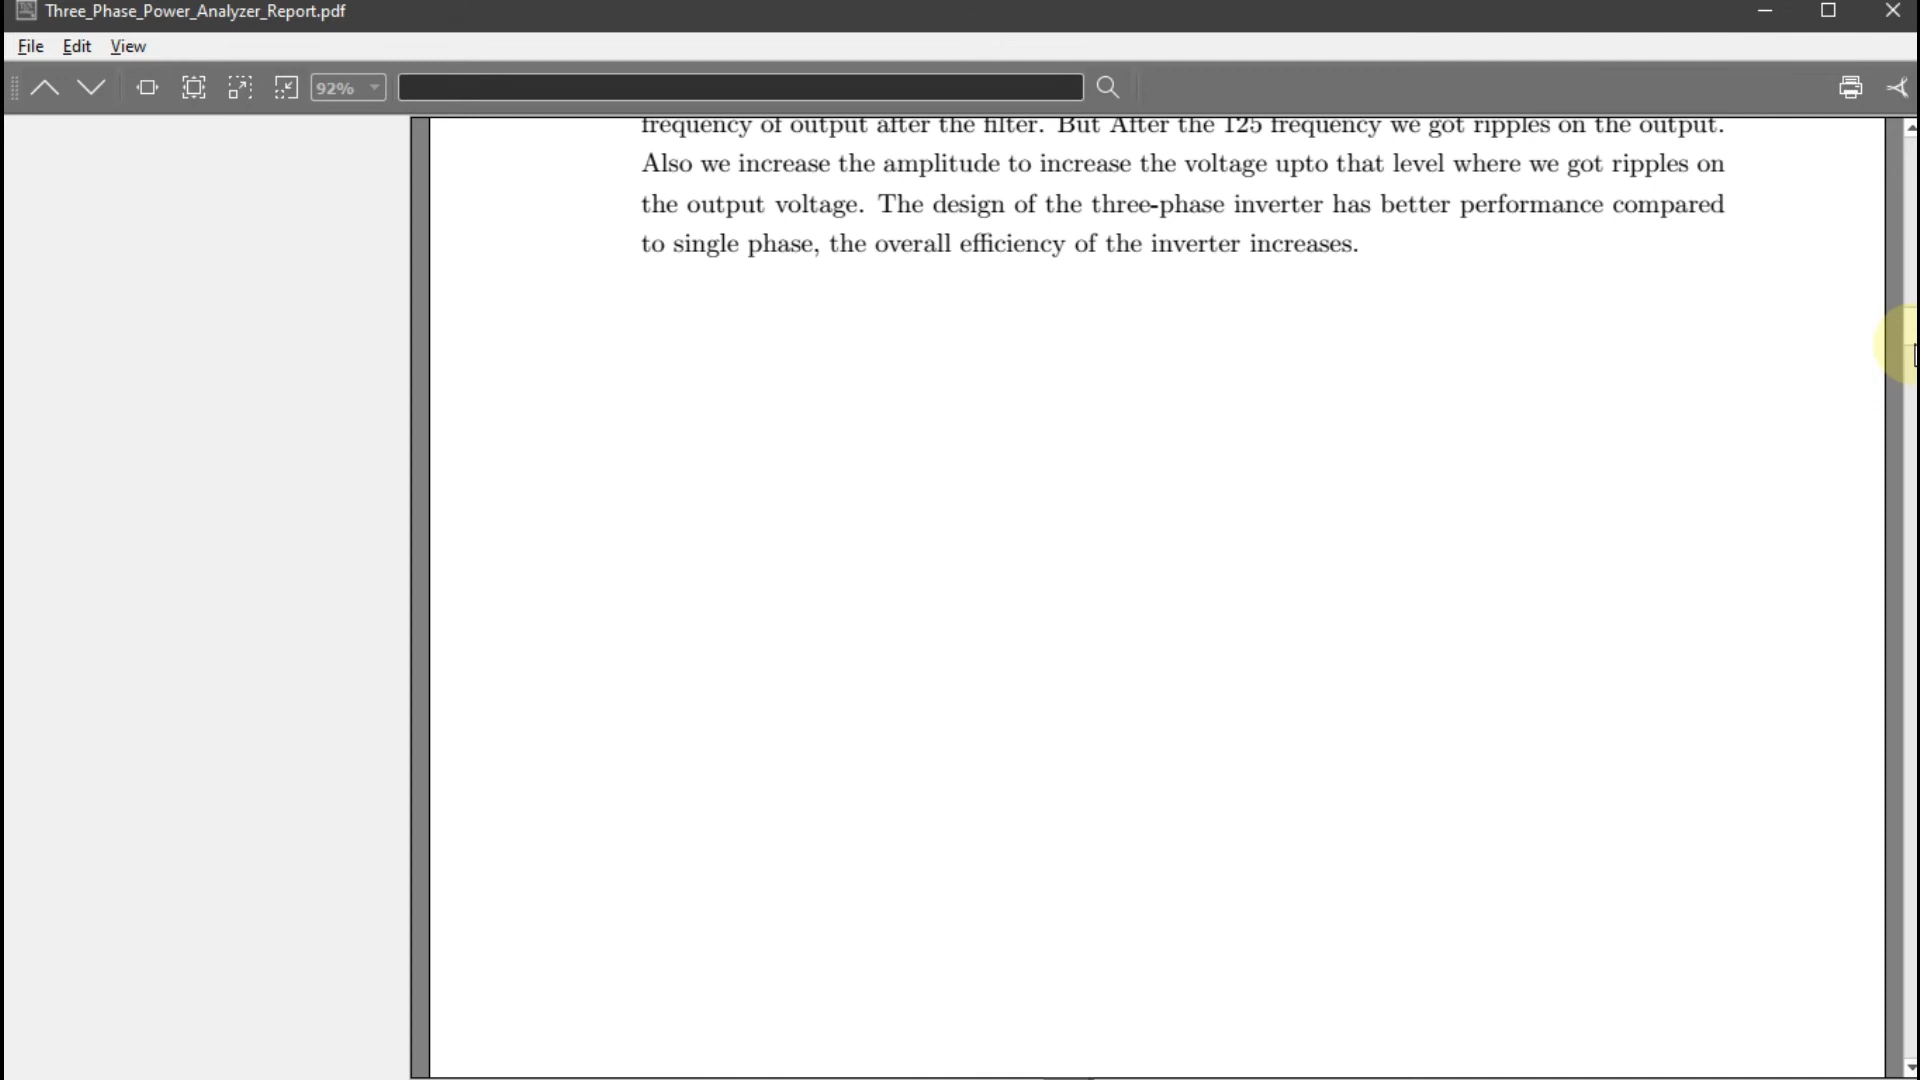 Three_Phase_Power_Analyzer_Report.pdf
File Edit View
92%
frequency of output after the filter. But After the 125 frequency we got ripples on the output.
Also we increase the amplitude to increase the voltage upto that level where we got ripples on
the output voltage. The design of the three-phase inverter has better performance compared
to single phase, the overall efficiency of the inverter increases.